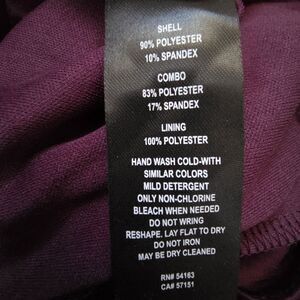 SHELL
90% POLYESTER
10% SPANDEX
COMBO
83% POLYESTER
17% SPANDEX
LINING
100% POLYESTER
HAND WASH COLD-WITH
SIMILAR COLORS
MILD DETERGENT
ONLY NON-CHLORINE
BLEACH WHEN NEEDED
DO NOT WRING
RESHAPE. LAY FLAT TO DRY
DO NOT IRON
MAY BE DRY CLEANED
RN# 54163
CA# 57151